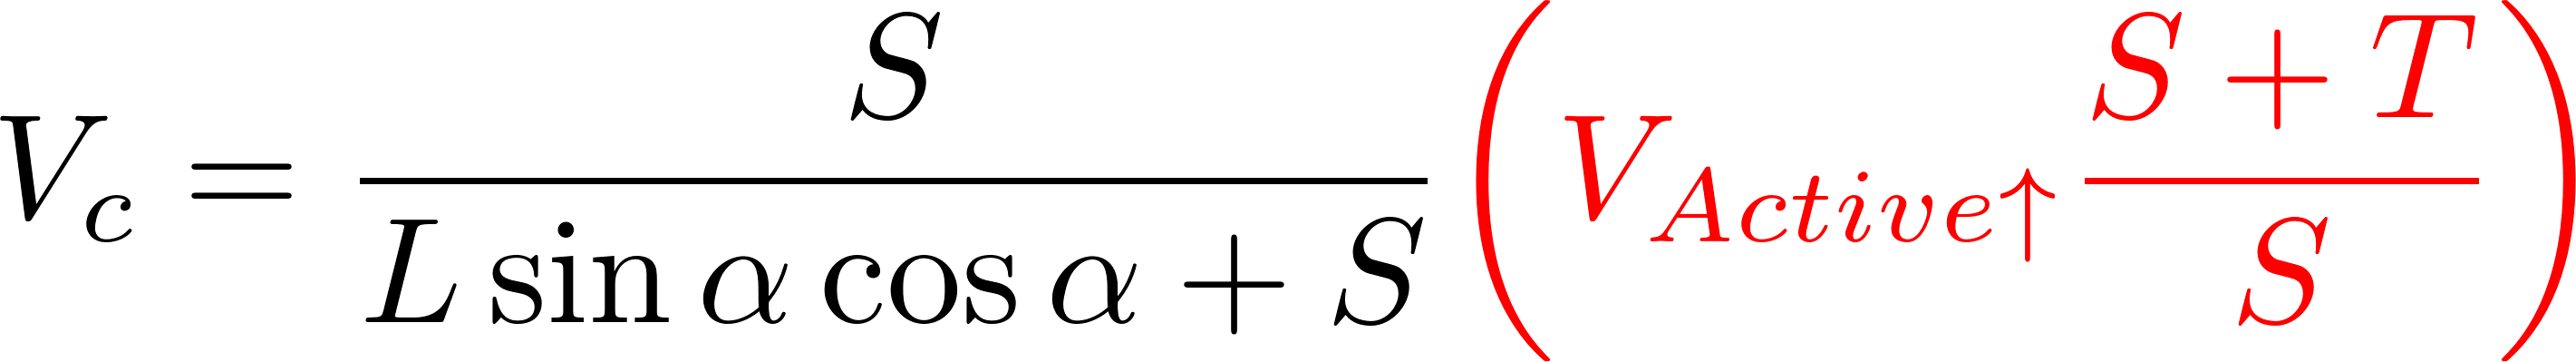 V_c = \frac{S}{L \sin \alpha \cos \alpha + S} \left( V_{Active\uparrow} \frac{S + T}{S} \right)